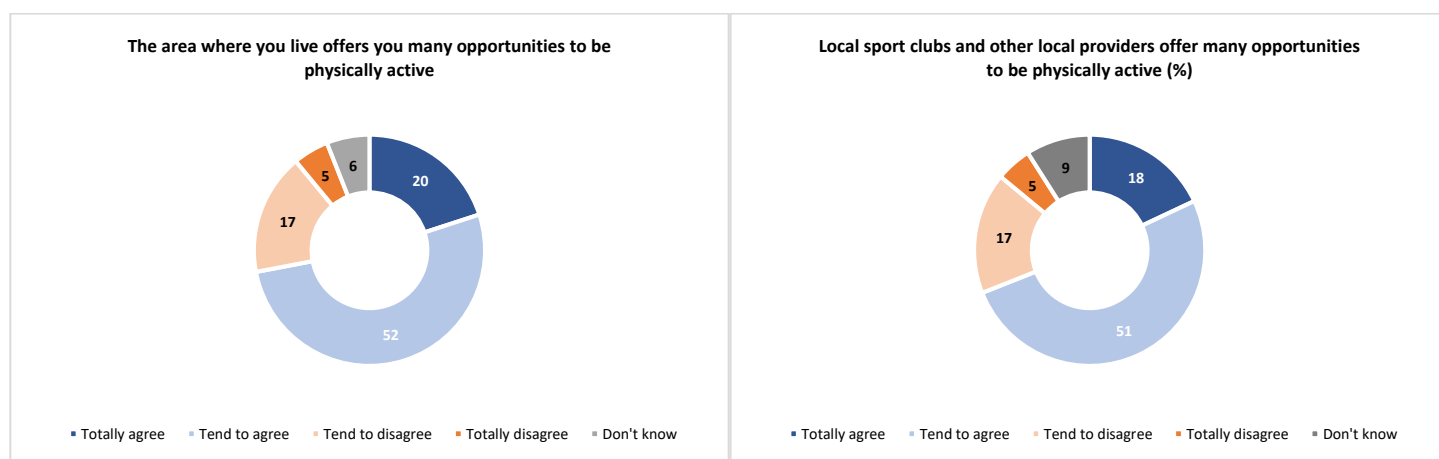 The area where you live offers you many opportunities to be
physically active
20
52
17
5
6
Totally agree Tend to agree Tend to disagree Totally disagree Don't know
Local sport clubs and other local providers offer many opportunities
to be physically active (%)
18
51
17
5
9
Totally agree Tend to agree Tend to disagree Totally disagree Don't know